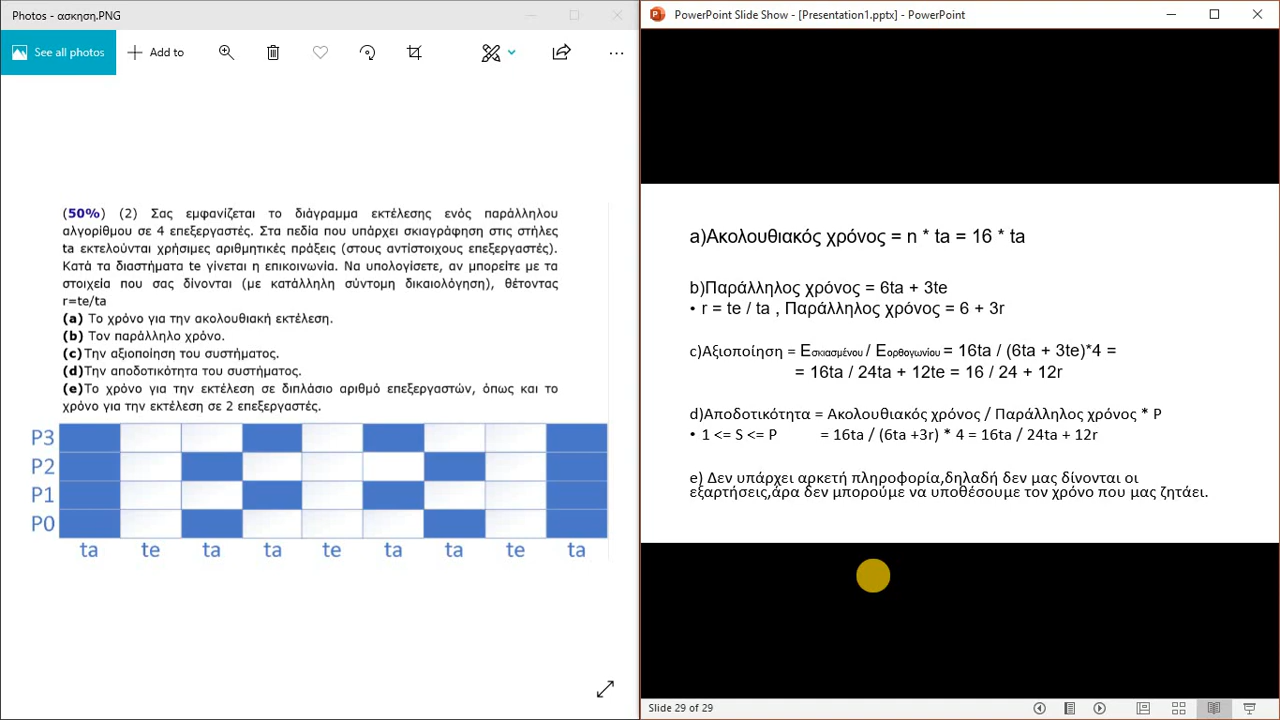 Photos - ασκηση.PNG
See all photos
Add to
(50%) (2) Σας εμφανίζεται το διάγραμμα εκτέλεσης ενός παράλληλου
αλγορίθμου σε 4 επεξεργαστές. Στα πεδία που υπάρχει σκιαγράφηση στις στήλες
ta εκτελούνται χρήσιμες αριθμητικές πράξεις (στους αντίστοιχους επεξεργαστές).
Κατά τα διαστήματα te γίνεται η επικοινωνία. Να υπολογίσετε, αν μπορείτε με τα
στοιχεία που σας δίνονται (με κατάλληλη σύντομη δικαιολόγηση), θέτοντας
r=te/ta
(a) Το χρόνο για την ακολουθιακή εκτέλεση.
(b) Τον παράλληλο χρόνο.
(c) Την αξιοποίηση του συστήματος.
(d) Την αποδοτικότητα του συστήματος.
(e) Το χρόνο για την εκτέλεση σε διπλάσιο αριθμό επεξεργαστών, όπως και το
χρόνο για την εκτέλεση σε 2 επεξεργαστές.
P3
P2
P1
P0
ta te ta ta te ta ta te ta
PowerPoint Slide Show - [Presentation1.pptx] - PowerPoint
a)Ακολουθιακός χρόνος = n * ta = 16 * ta
b)Παράλληλος χρόνος = 6ta + 3te
• r = te / ta , Παράλληλος χρόνος = 6 + 3r
c)Αξιοποίηση = Εσκιασμένου / Εορθογωνίου = 16ta / (6ta + 3te)*4 =
= 16ta / 24ta + 12te = 16 / 24 + 12r
d)Αποδοτικότητα = Ακολουθιακός χρόνος / Παράλληλος χρόνος * P
• 1 <= S <= P = 16ta / (6ta +3r) * 4 = 16ta / 24ta + 12r
e) Δεν υπάρχει αρκετή πληροφορία,δηλαδή δεν μας δίνονται οι
εξαρτήσεις,άρα δεν μπορούμε να υποθέσουμε τον χρόνο που μας ζητάει.
Slide 29 of 29